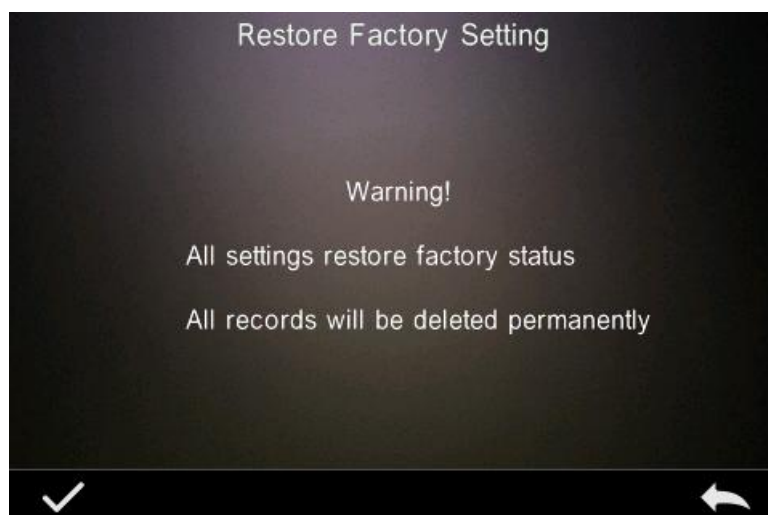 Restore Factory Setting
Warning!
All settings restore factory status
All records will be deleted permanently